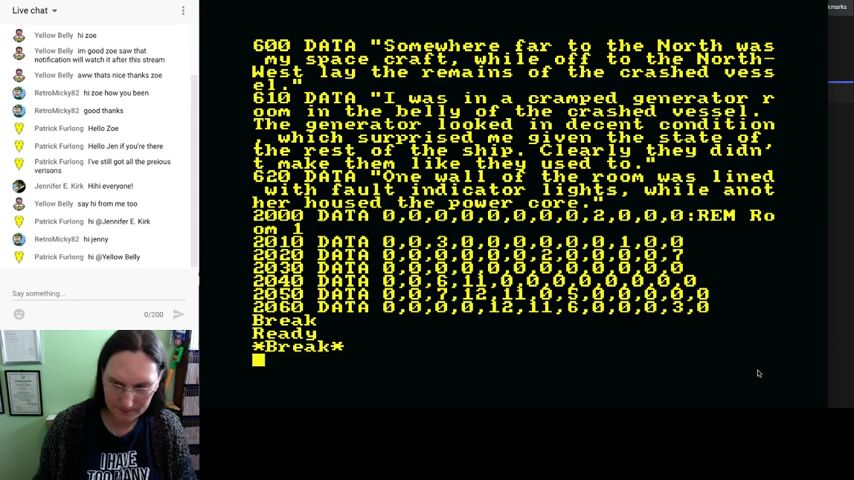 Live chat
Yellow Belly hi zoe
Yellow Belly im good zoe saw that
notification will watch it after this stream
Yellow Belly aww thats nice thanks zoe
RetroMicky82 hi zoe how you been
RetroMicky82 good thanks
Patrick Furlong Hello Zoe
Patrick Furlong Hello Jen if you're there
Patrick Furlong I've still got all the preious
verisons
Jennifer E. Kirk Hihi everyone!
Yellow Belly say hi from me too
Patrick Furlong hi @Jennifer E. Kirk
RetroMicky82 hi jenny
Patrick Furlong hi @Yellow Belly
Say something...
0/200
600 DATA "Somewhere far to the North was
my space craft, while off to the North-
West lay the remains of the crashed vess
el."
610 DATA "I was in a cramped generator r
oom in the belly of the crashed vessel.
The generator looked in decent condition
, which surprised me given the state of
the rest of the ship. Clearly they didn'
t make them like they used to."
620 DATA "One wall of the room was lined
with fault indicator lights, while anot
her housed the power core."
2000 DATA 0,0,0,0,0,0,0,0,2,0,0,0:REM Ro
om 1
2010 DATA 0,0,3,0,0,0,0,0,0,1,0,0
2020 DATA 0,0,0,0,0,0,2,0,0,0,0,7
2030 DATA 0,0,0,0,0,0,0,0,0,0,0,0
2040 DATA 0,0,6,11,0,0,0,0,0,0,0,0
2050 DATA 0,0,7,12,11,0,5,0,0,0,0,0
2060 DATA 0,0,0,0,12,11,6,0,0,0,3,0
Break
Ready
*Break*
I HAVE
TOO MANY